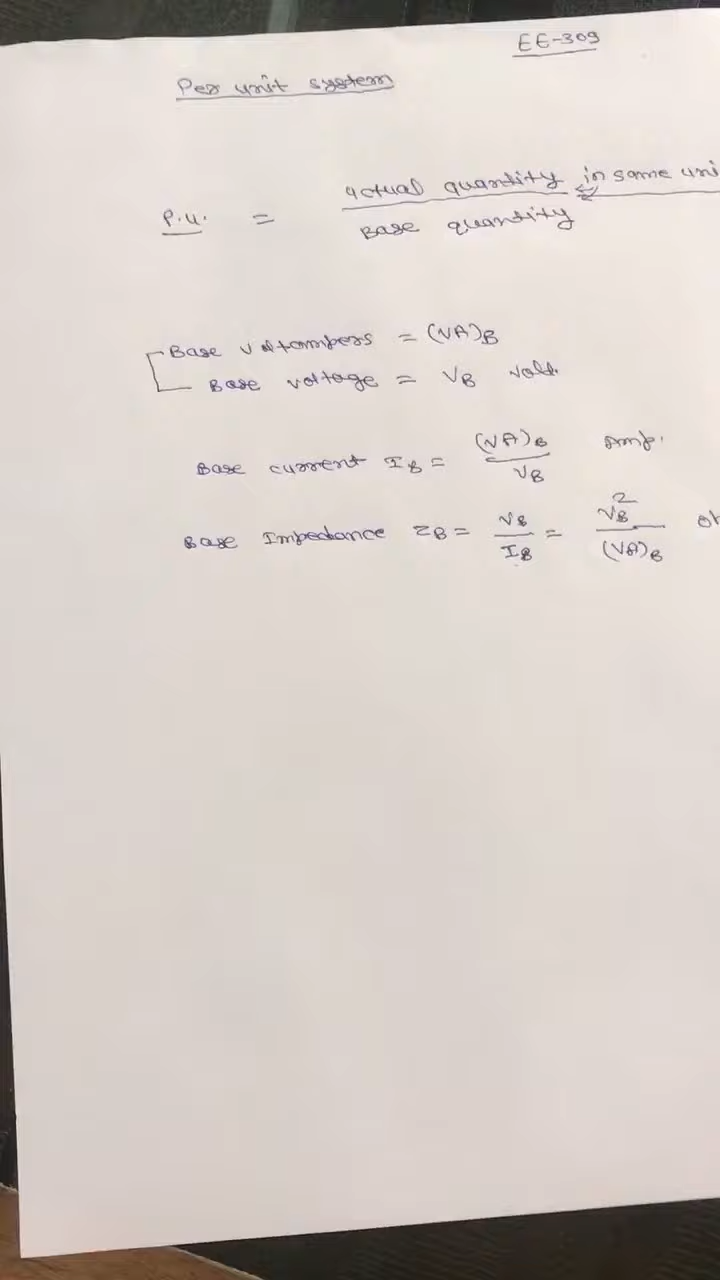 EE-309
Per unit system
P.U. = actual quantity in same uni / Base quantity
Base voltampers = (VA)B
Base voltage = VB volt.
Base current IB = (VA)B / VB Amp.
Base Impedance ZB = VB / IB = VB² / (VA)B oh